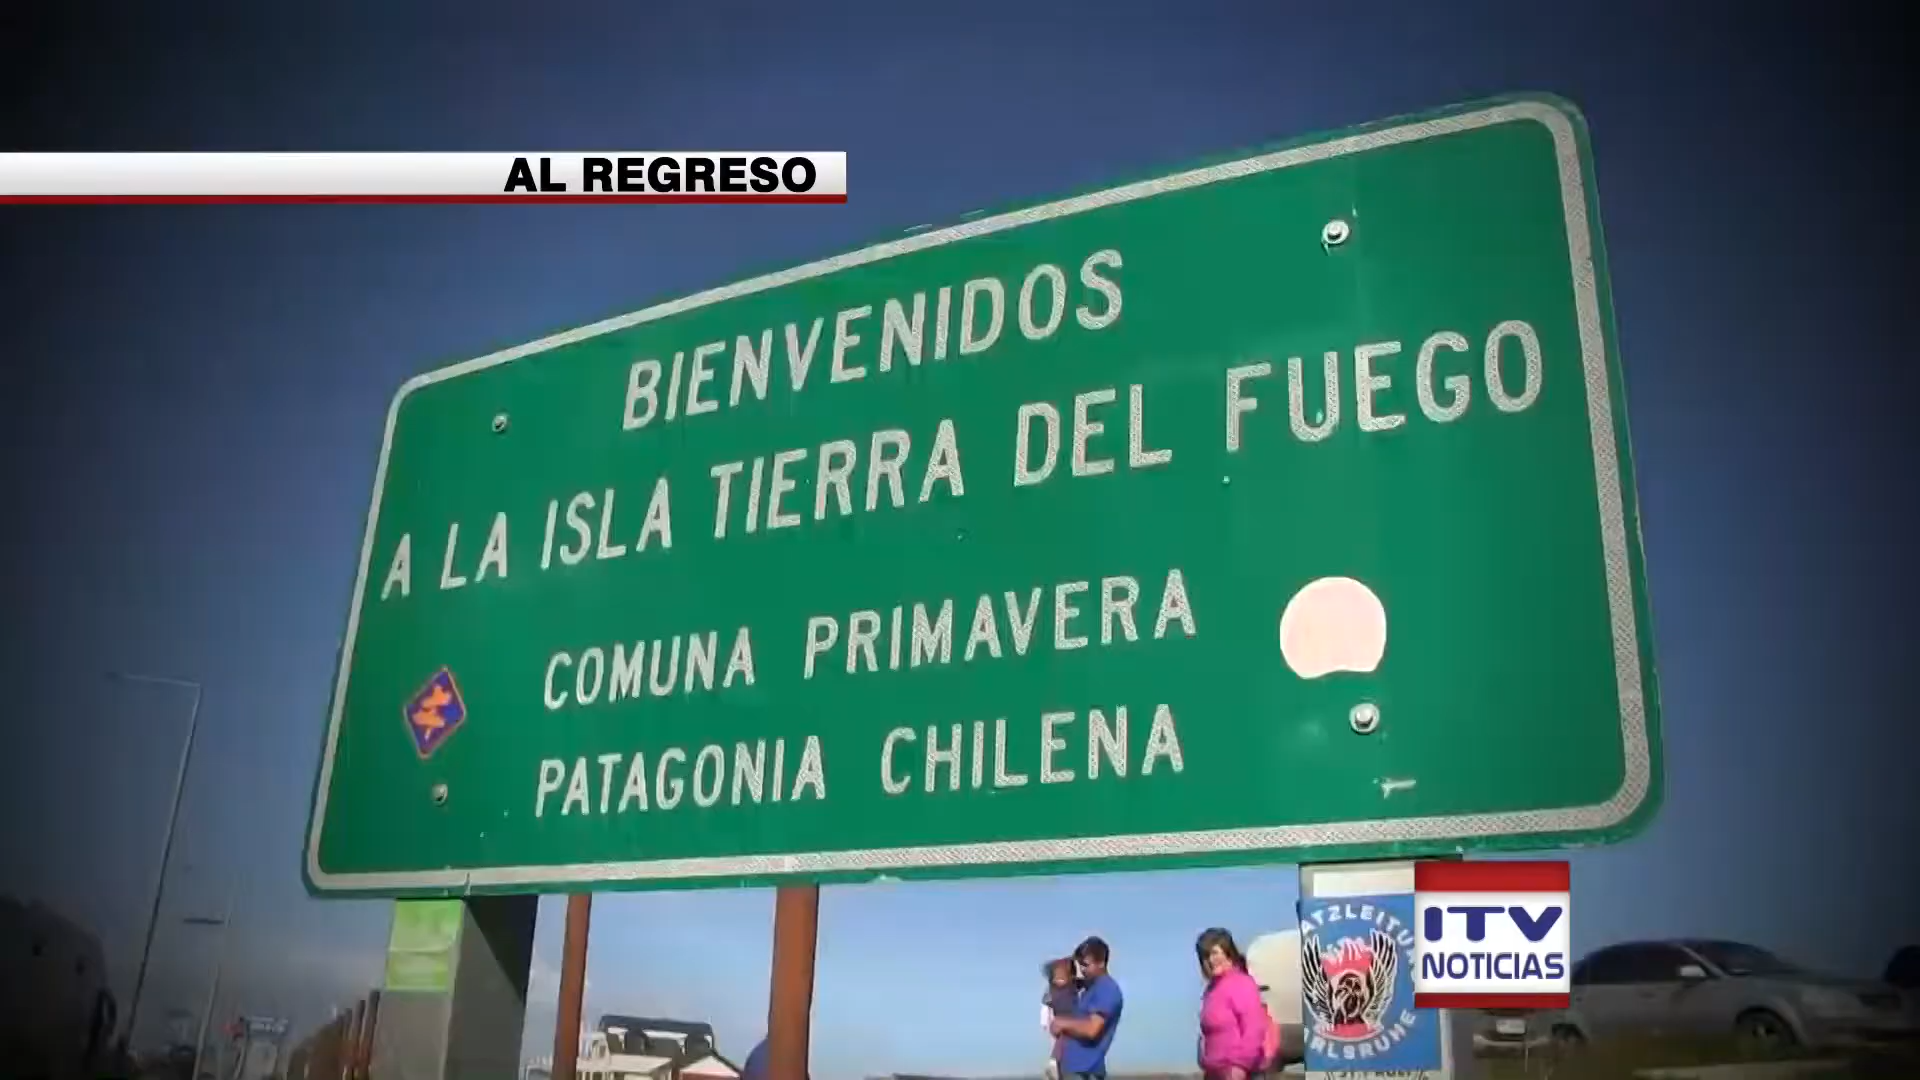 AL REGRESO
BIENVENIDOS
A LA ISLA TIERRA DEL FUEGO
COMUNA PRIMAVERA
PATAGONIA CHILENA
ITV
NOTICIAS